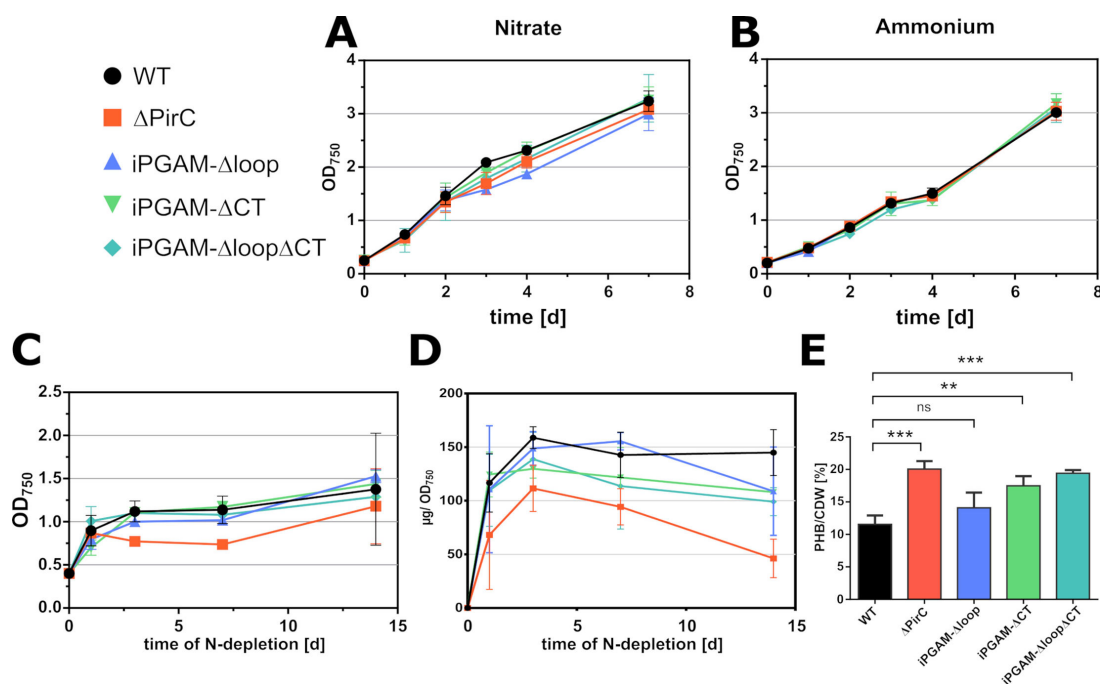 A
Nitrate
B
Ammonium
WT
ΔPirC
iPGAM-Δloop
iPGAM-ΔCT
iPGAM-ΔloopΔCT
OD750
4
3
2
1
0
0 2 4 6 8
time [d]
OD750
4
3
2
1
0
0 1 2 3 4 5 6 7 8
time [d]
C
OD750
2.5
2.0
1.5
1.0
0.5
0.0
0 5 10 15
time of N-depletion [d]
D
µg/ OD750
200
150
100
50
0
0 5 10 15
time of N-depletion [d]
E
***
**
ns
***
PHB/CDW [%]
25
20
15
10
5
0
WT
ΔPirC
iPGAM-Δloop
iPGAM-ΔCT
iPGAM-ΔloopΔCT